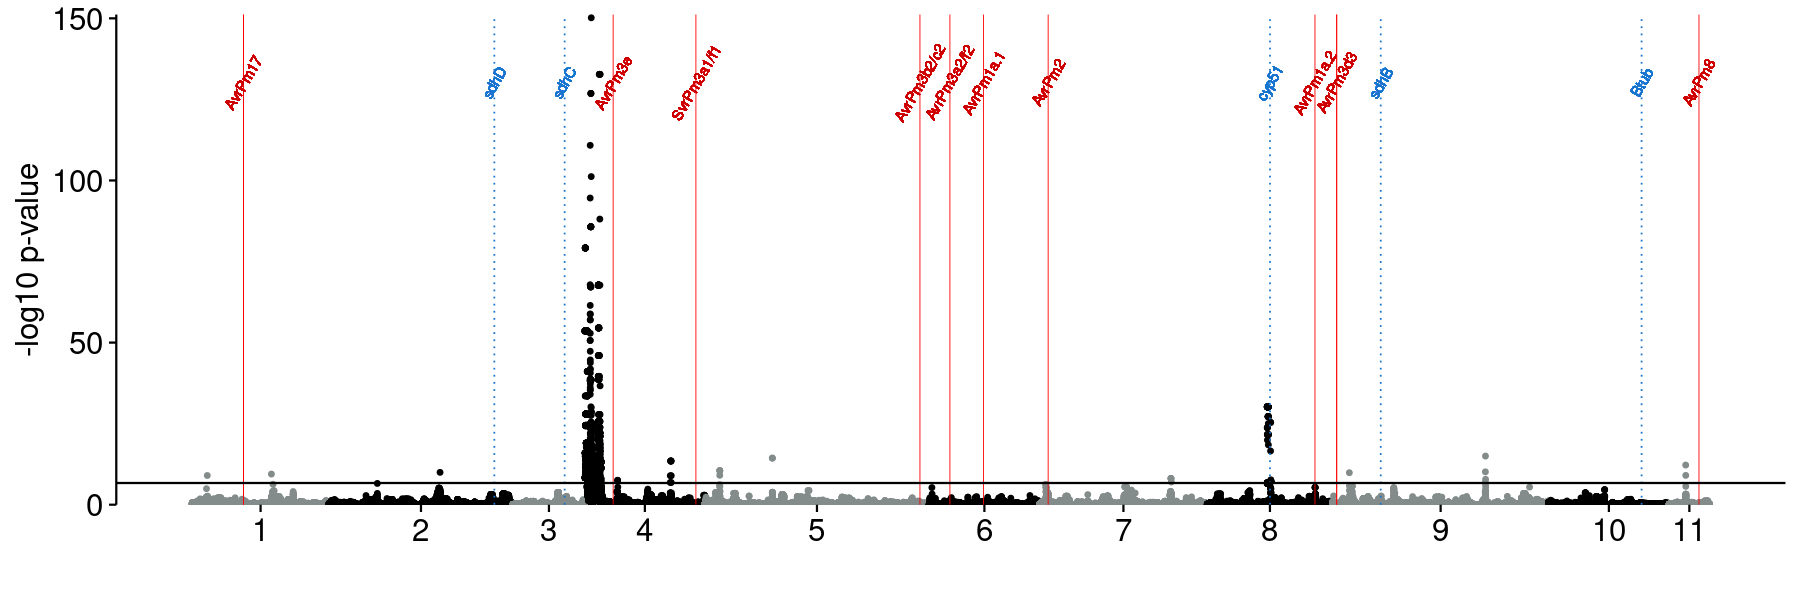 150
100
50
0
-log10 p-value
AvrPm17
sdhD
sdhC
AvrPm3e
SvrPm3a1/f1
AvrPm3b2/c2
AvrPm3a2/f2
AvrPm1a.1
AvrPm2
cyp51
AvrPm1a.2
AvrPm3d3
sdhB
Btub
AvrPm8
1 2 3 4 5 6 7 8 9 10 11